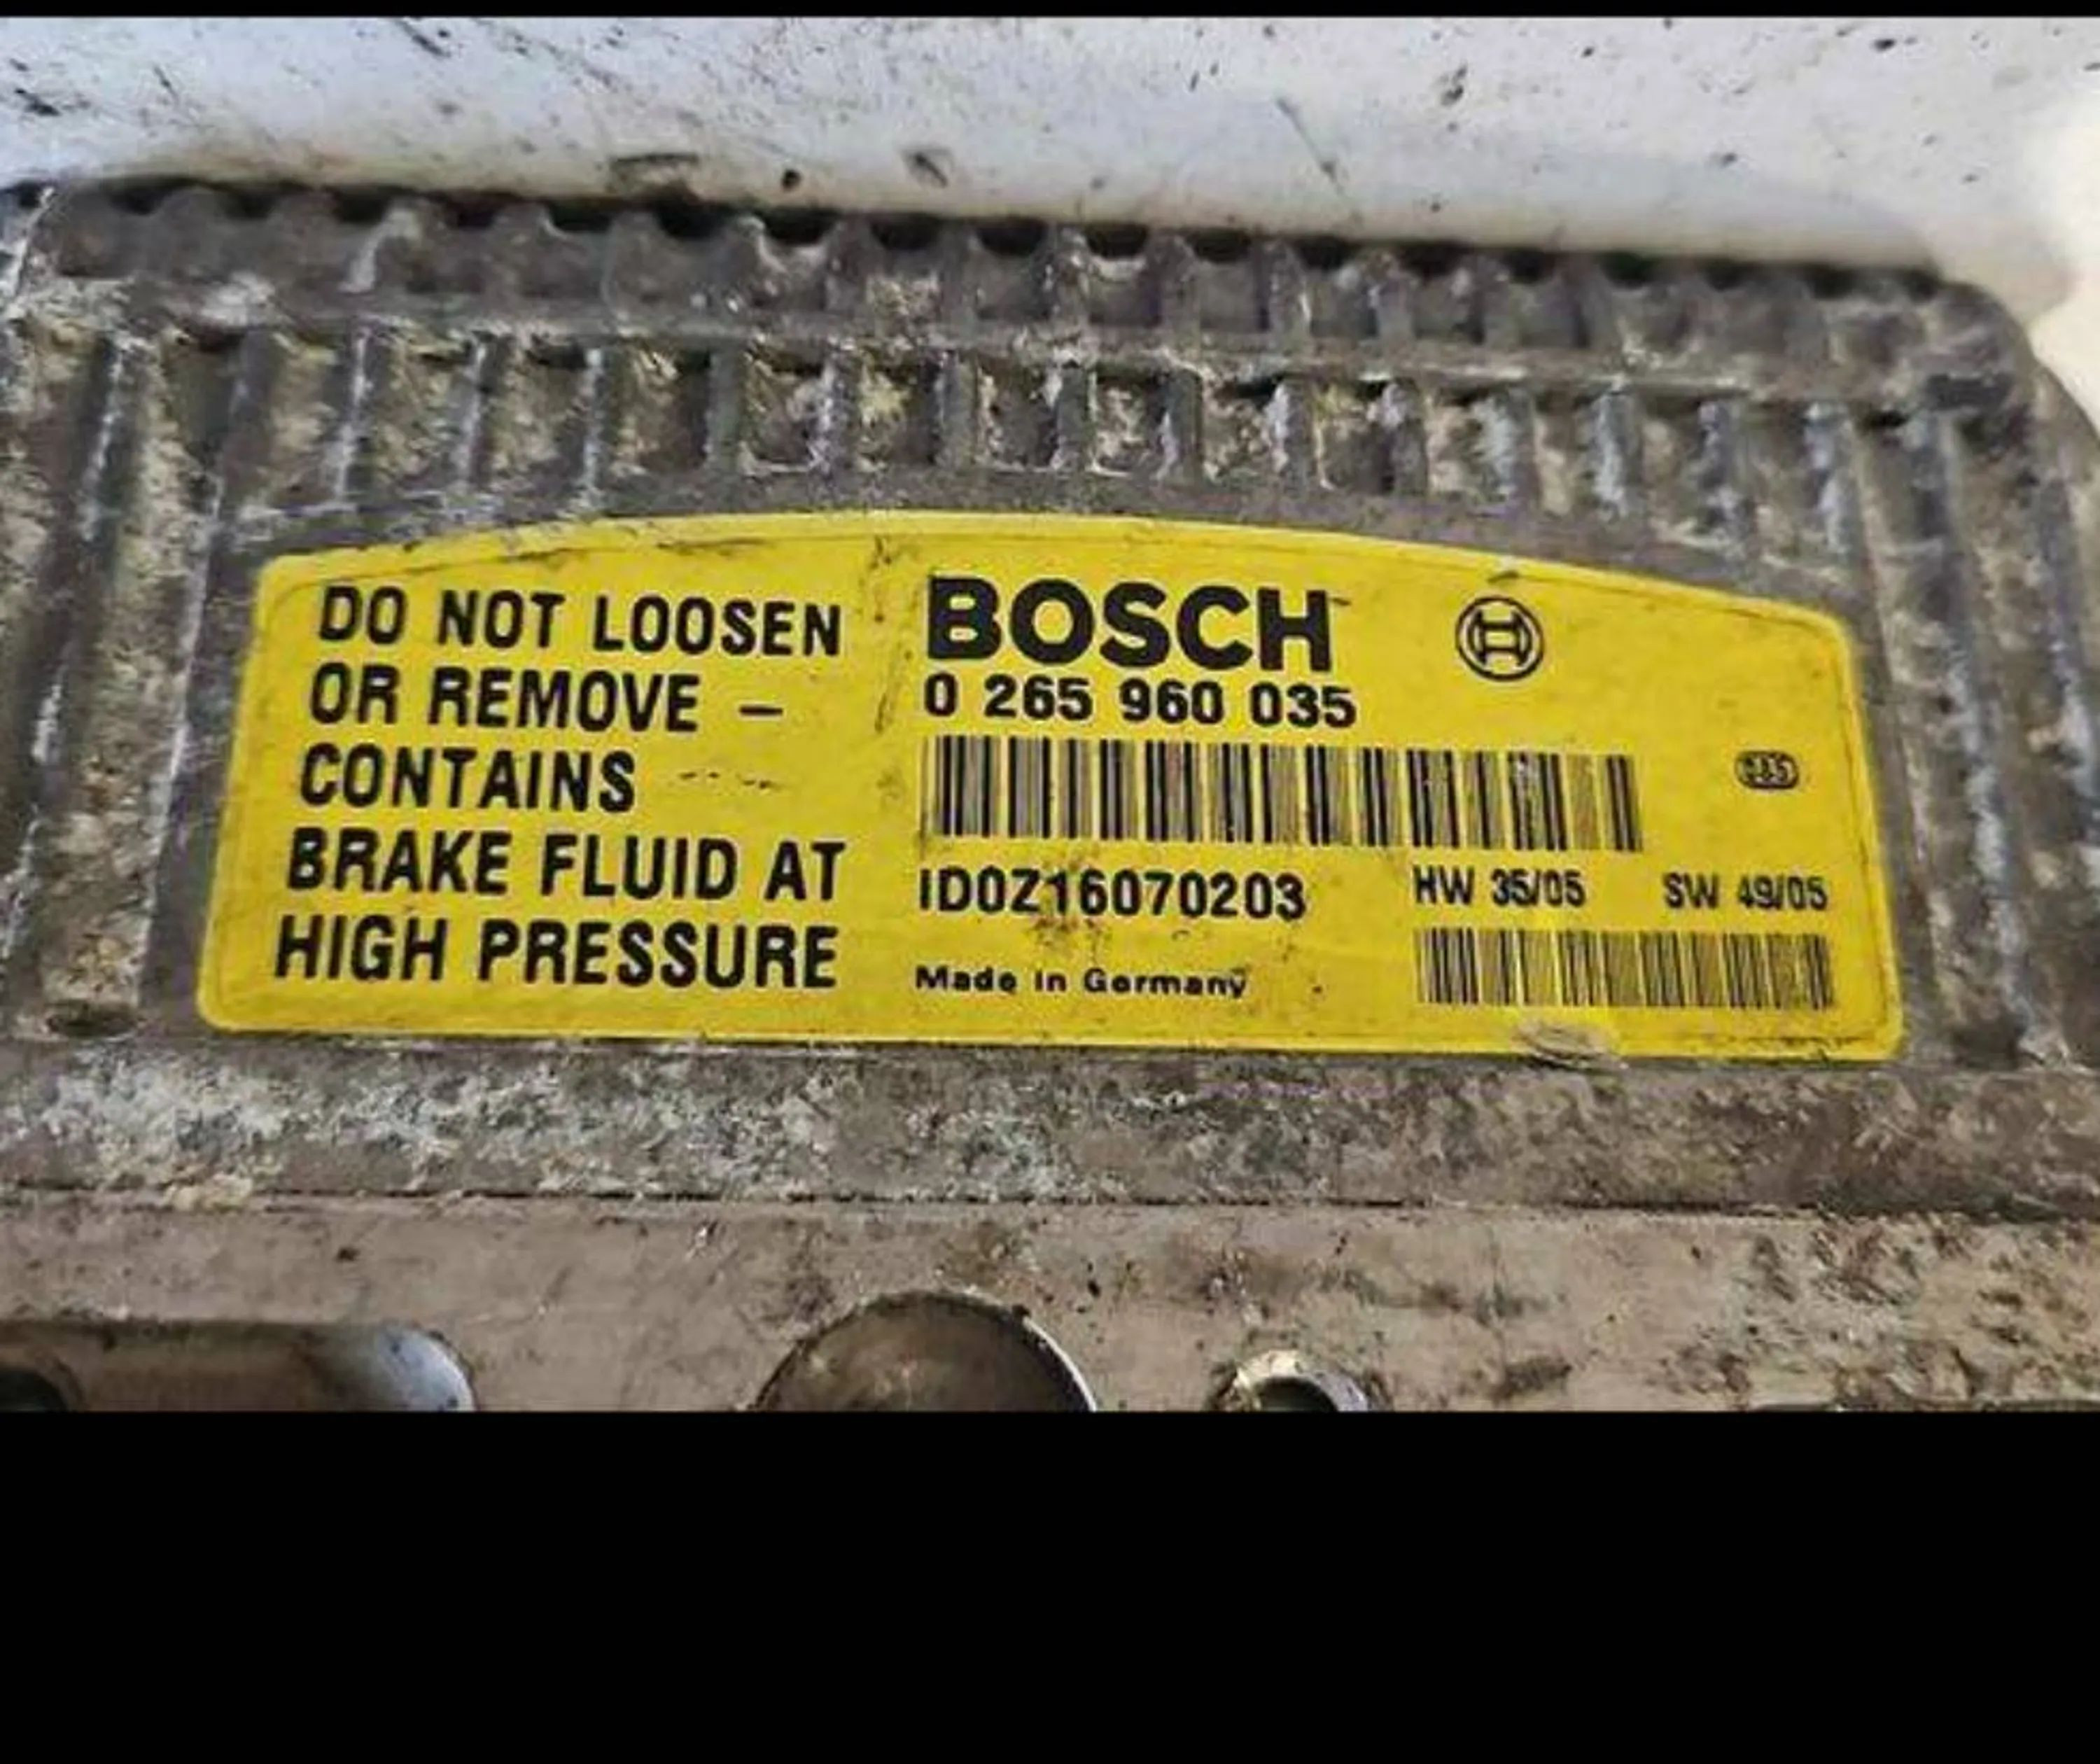 DO NOT LOOSEN
OR REMOVE –
CONTAINS
BRAKE FLUID AT
HIGH PRESSURE
BOSCH
0 265 960 035
ID0Z16070203
HW 35/05
SW 49/05
Made in Germany